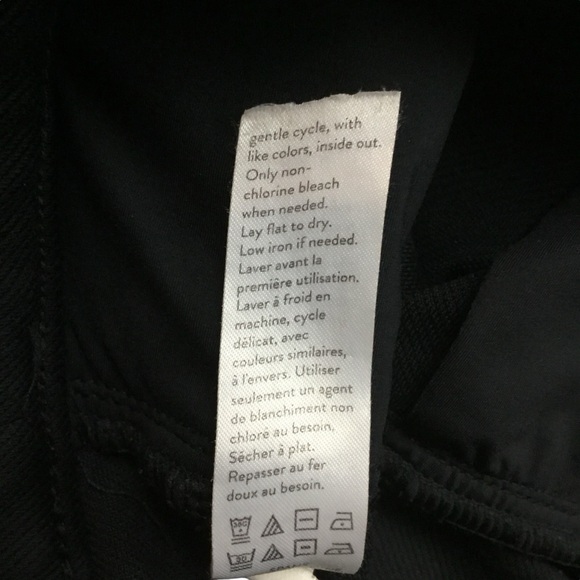 gentle cycle, with
like colors, inside out.
Only non-
chlorine bleach
when needed.
Lay flat to dry.
Low iron if needed.
Laver avant la
première utilisation.
Laver à froid en
machine, cycle
délicat, avec
couleurs similaires,
à l'envers. Utiliser
seulement un agent
de blanchiment non
chloré au besoin,
Sécher à plat.
Repasser au fer
doux au besoin.
30C
30